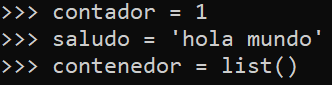 >>> contador = 1
>>> saludo = 'hola mundo'
>>> contenedor = list()